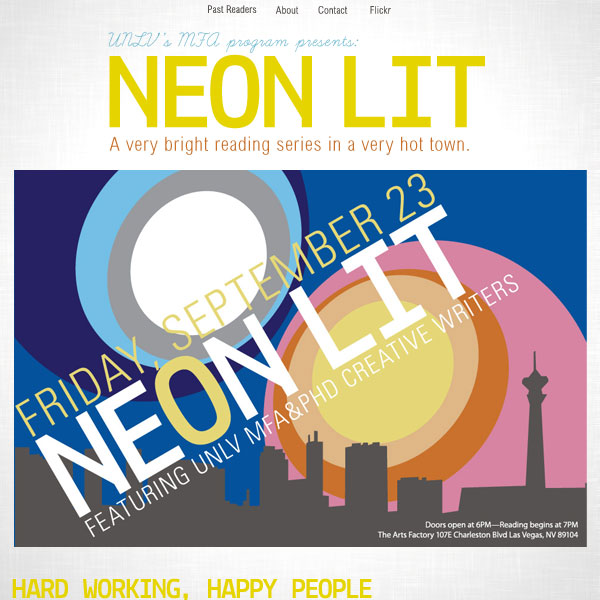 Past Readers About Contact Flickr
UNLV's MFA program presents:
NEON LIT
A very bright reading series in a very hot town.
FRIDAY, SEPTEMBER 23
NEON LIT
FEATURING UNLV MFA&PHD CREATIVE WRITERS
Doors open at 6PM—Reading begins at 7PM
The Arts Factory 107E Charleston Blvd Las Vegas, NV 89104
HARD WORKING, HAPPY PEOPLE